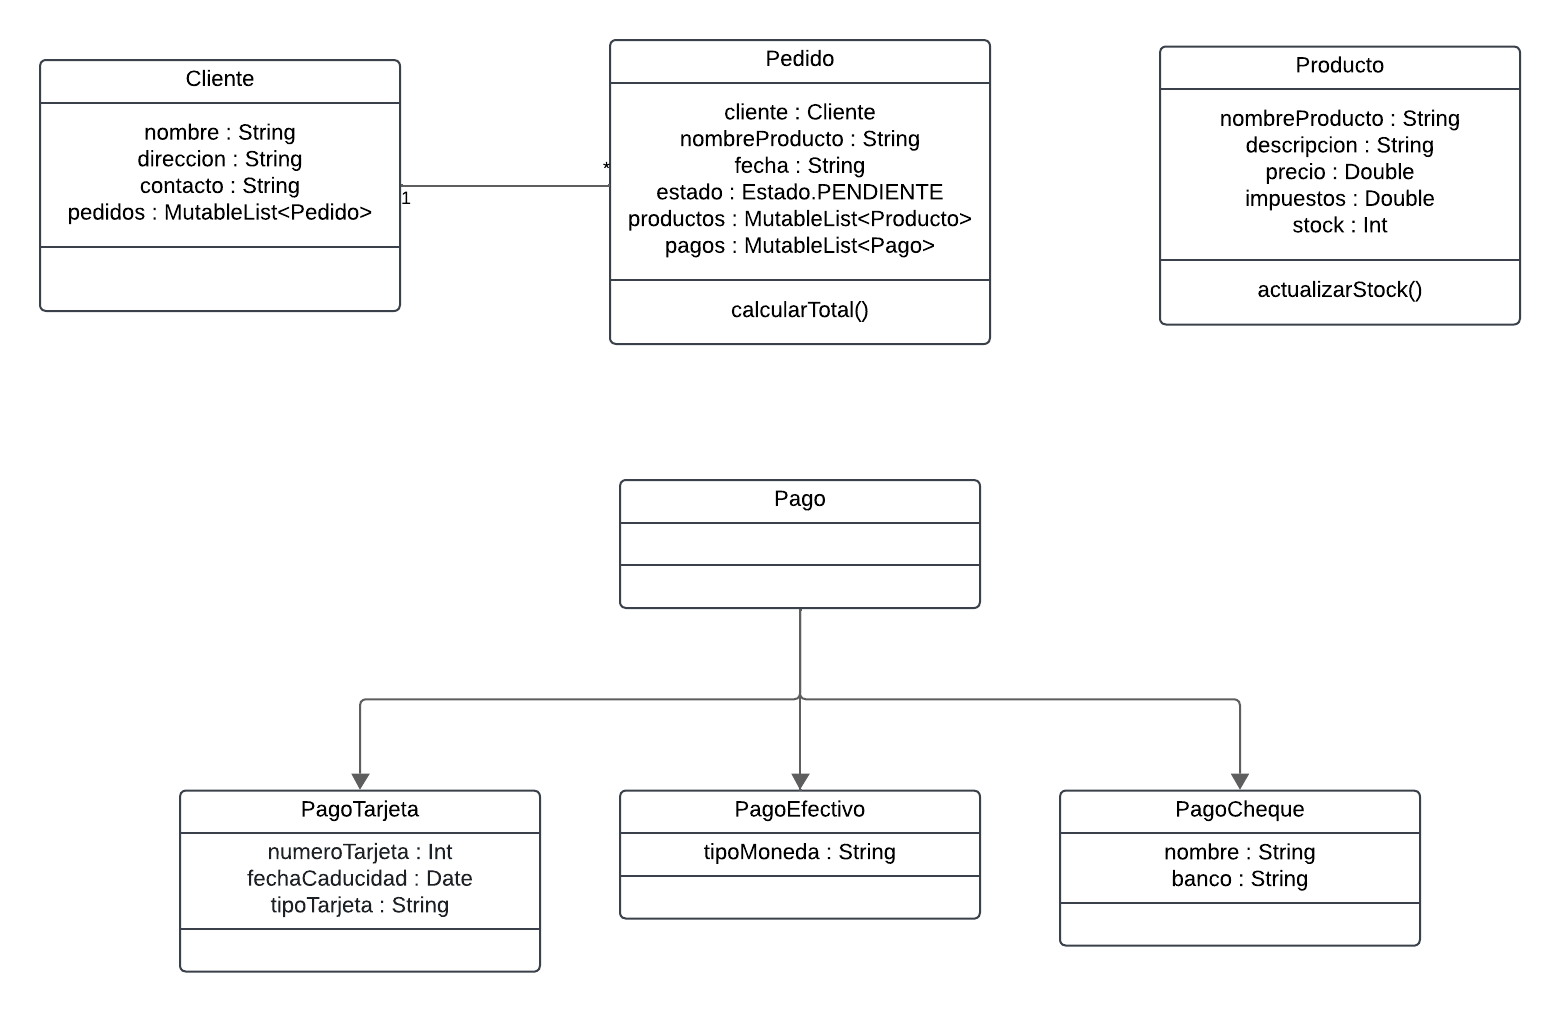 Cliente
nombre : String
direccion : String
contacto : String
pedidos : MutableList<Pedido>
1
*
Pedido
cliente : Cliente
nombreProducto : String
fecha : String
estado : Estado.PENDIENTE
productos : MutableList<Producto>
pagos : MutableList<Pago>
calcularTotal()
Producto
nombreProducto : String
descripcion : String
precio : Double
impuestos : Double
stock : Int
actualizarStock()
Pago
PagoTarjeta
numeroTarjeta : Int
fechaCaducidad : Date
tipoTarjeta : String
PagoEfectivo
tipoMoneda : String
PagoCheque
nombre : String
banco : String